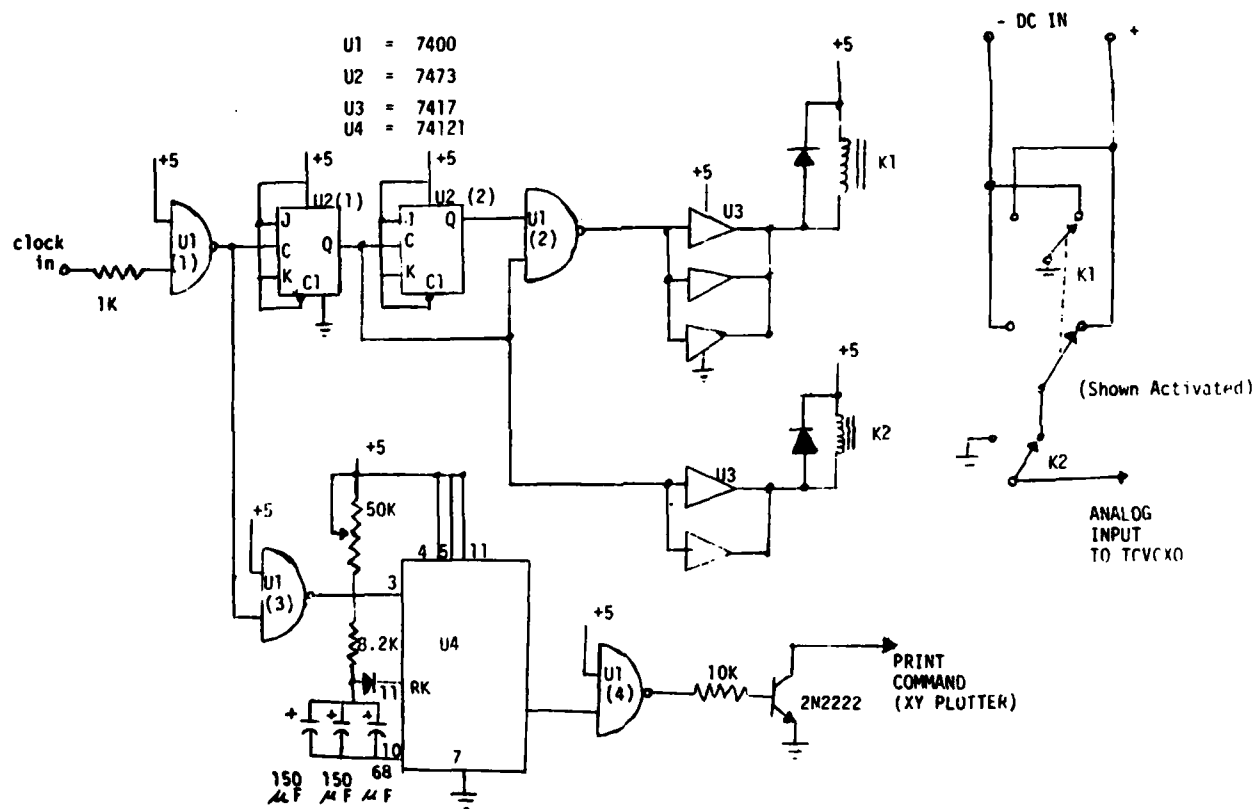 U1 = 7400
U2 = 7473
U3 = 7417
U4 = 74121
- DC IN +
+5
K1
+5
+5
+5
U2(1)
U2 (2)
J
C
K
Q
C1
J
C
K
Q
C1
U1
(1)
clock
in
1K
U1
(2)
+5
U3
K1
+5
K2
(Shown Activated)
K2
U3
ANALOG
INPUT
TO TCVCXO
+5
50K
+5
4 5 11
U1
(3)
3
8.2K
U4
11
RK
+5
U1
(4)
10K
2N2222
PRINT
COMMAND
(XY PLOTTER)
+ + +
10
7
150 150 68
μF μF μF